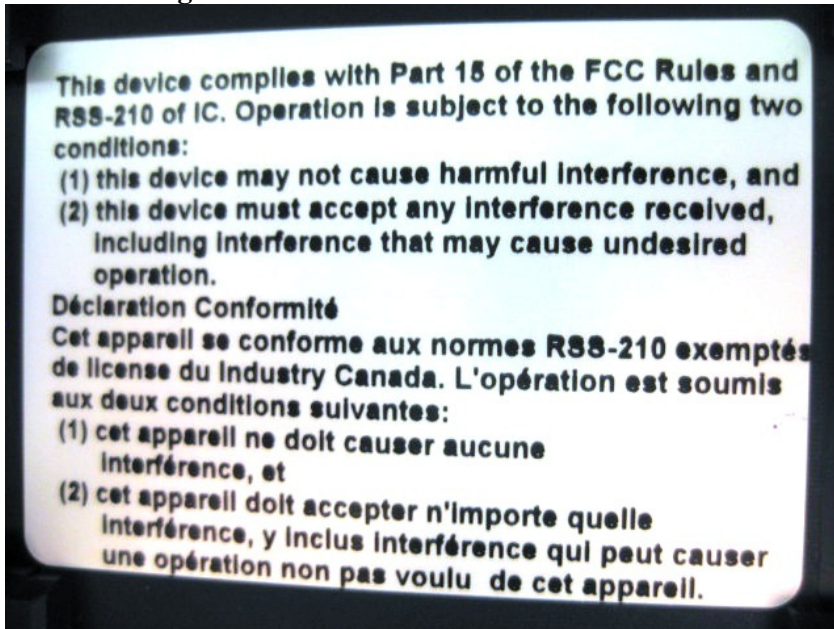 This device complies with Part 15 of the FCC Rules and
RSS-210 of IC. Operation is subject to the following two
conditions:
(1) this device may not cause harmful interference, and
(2) this device must accept any interference received,
including interference that may cause undesired
operation.
Déclaration Conformité
Cet appareil se conforme aux normes RSS-210 exemptés
de license du Industry Canada. L'opération est soumis
aux deux conditions suivantes:
(1) cet appareil ne doit causer aucune
interférence, et
(2) cet appareil doit accepter n'importe quelle
interférence, y inclus interférence qui peut causer
une opération non pas voulu de cet appareil.